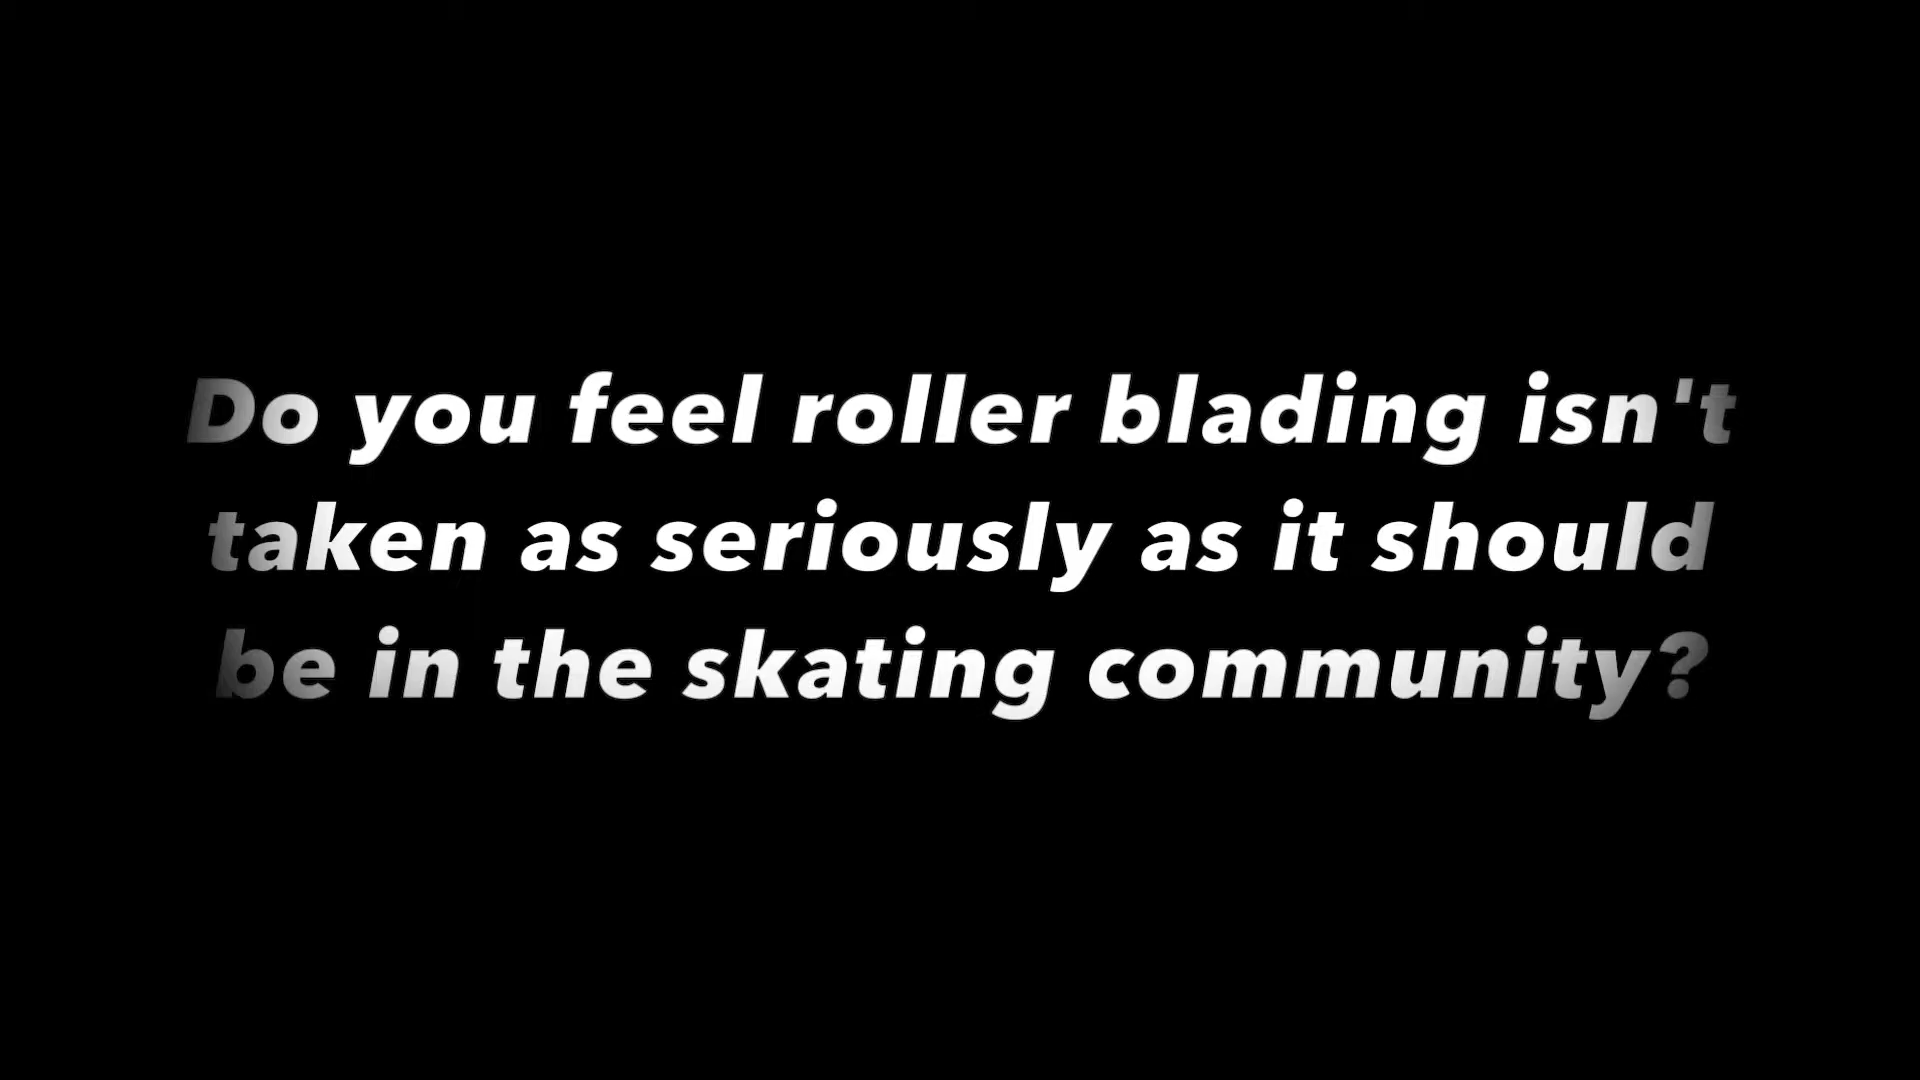 Do you feel roller blading isn't
taken as seriously as it should
be in the skating community?